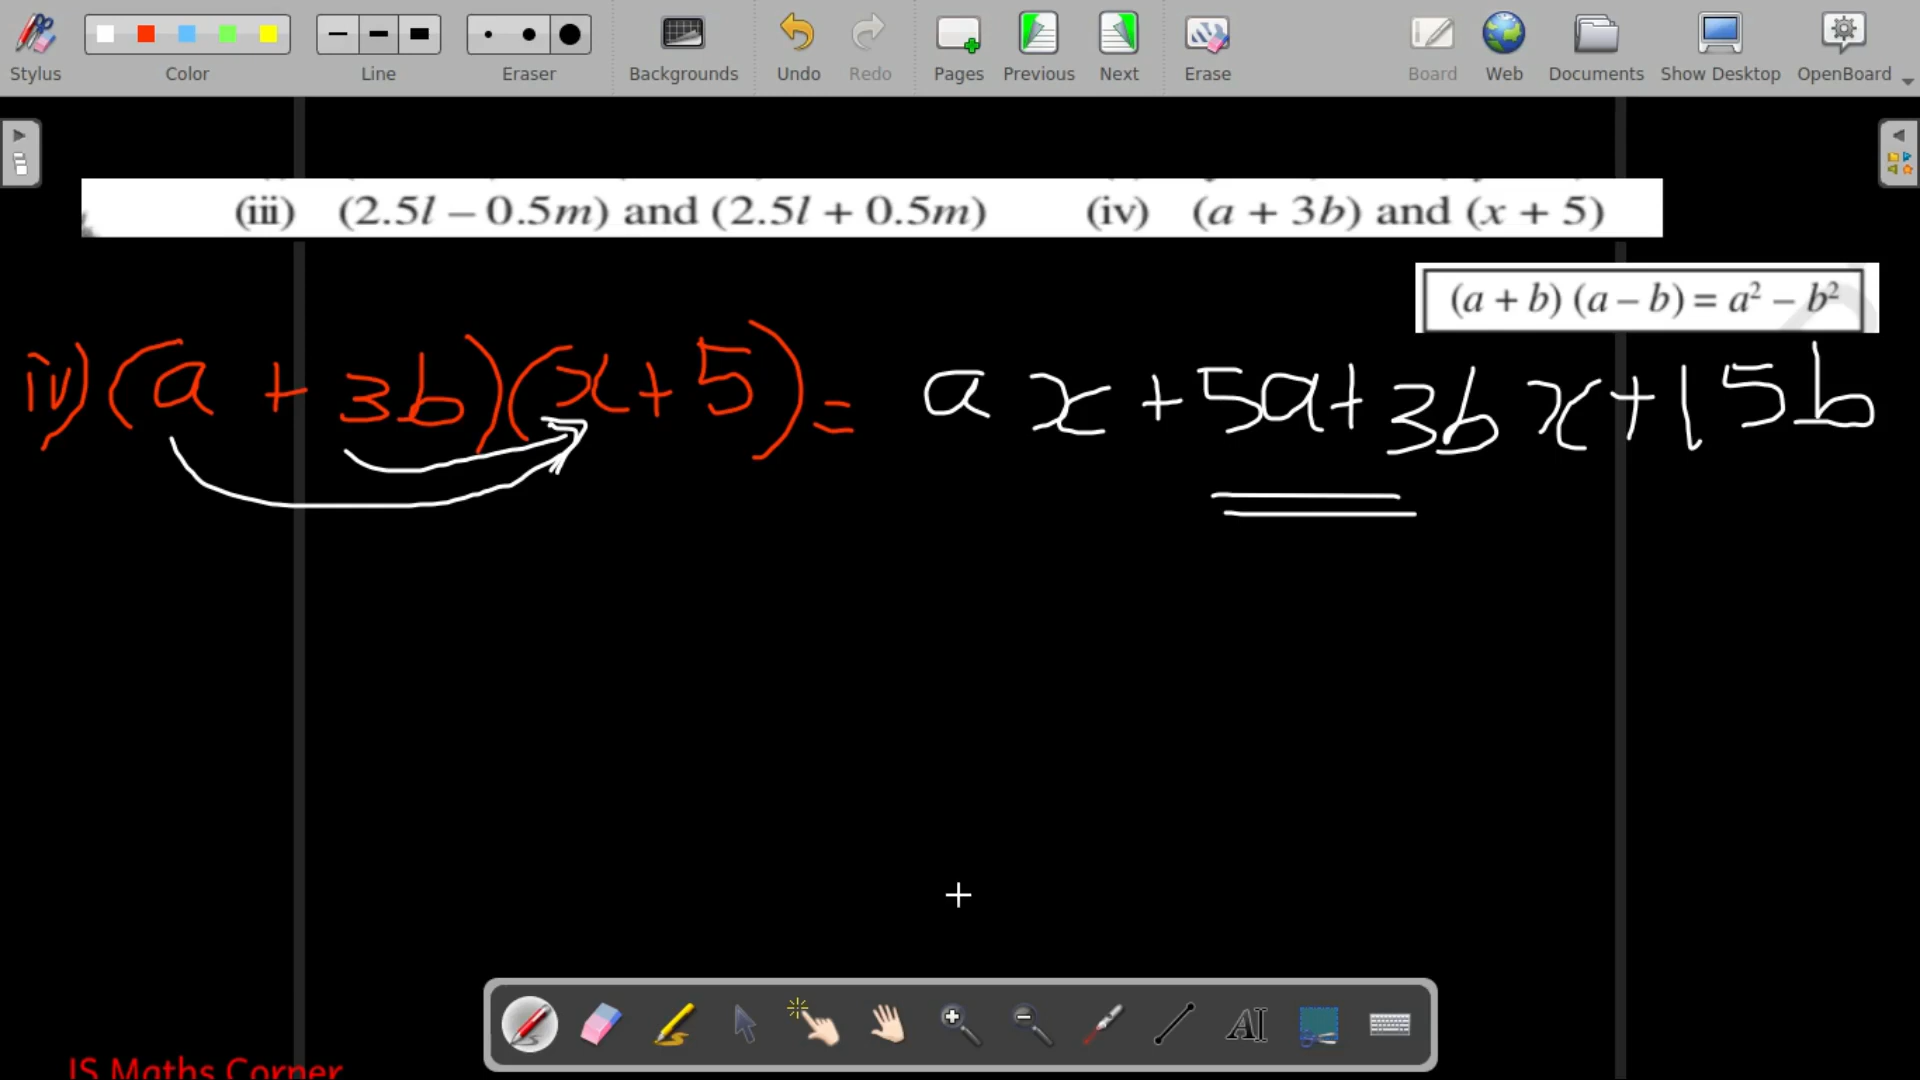 Stylus Color Line Eraser Backgrounds Undo Redo Pages Previous Next Erase Board Web Documents Show Desktop OpenBoard
(iii) (2.5l – 0.5m) and (2.5l + 0.5m) (iv) (a + 3b) and (x + 5)
(a + b) (a – b) = a² – b²
iv) (a + 3b)(x + 5) = ax + 5a + 3bx + 15b
AI
JS Maths Corner